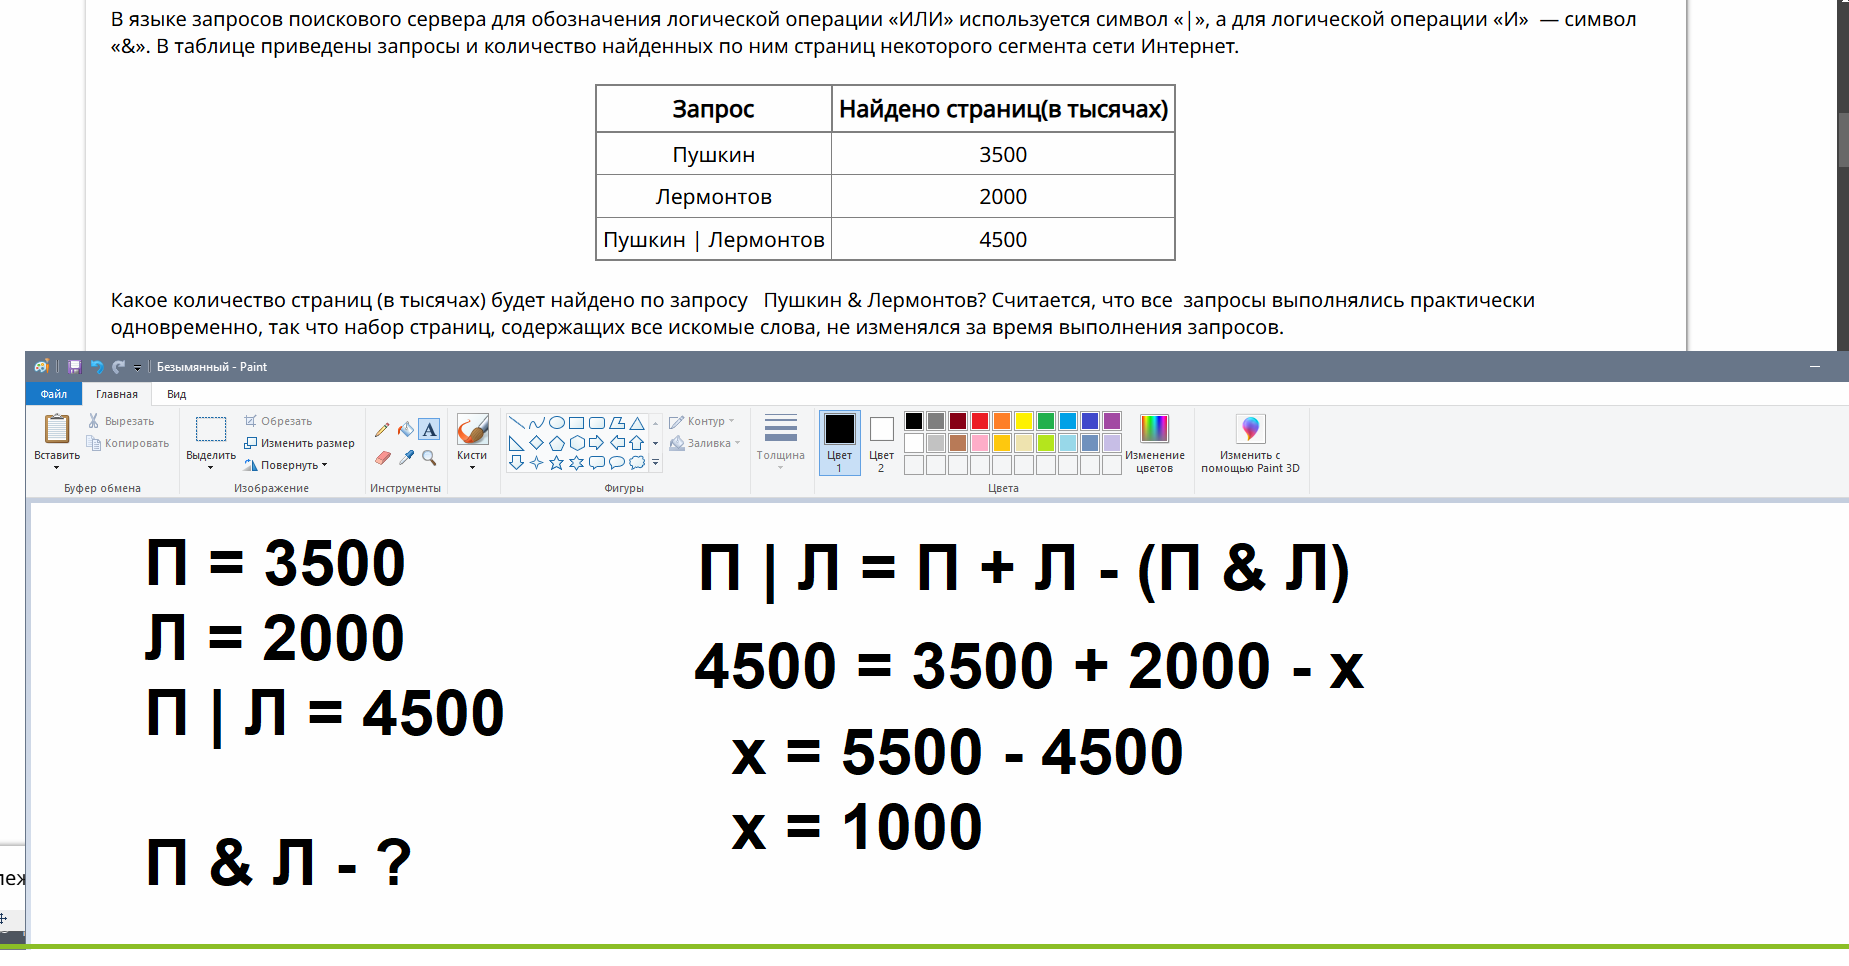 В языке запросов поискового сервера для обозначения логической операции «ИЛИ» используется символ «|», а для логической операции «И» — символ
«&». В таблице приведены запросы и количество найденных по ним страниц некоторого сегмента сети Интернет.
Запрос Найдено страниц(в тысячах)
Пушкин 3500
Лермонтов 2000
Пушкин | Лермонтов 4500
Какое количество страниц (в тысячах) будет найдено по запросу Пушкин & Лермонтов? Считается, что все запросы выполнялись практически
одновременно, так что набор страниц, содержащих все искомые слова, не изменялся за время выполнения запросов.
Безымянный - Paint
Файл Главная Вид
Вставить
Вырезать
Копировать
Буфер обмена
Выделить
Обрезать
Изменить размер
Повернуть
Изображение
Инструменты
Кисти
Контур
Заливка
Фигуры
Толщина
Цвет
1
Цвет
2
Цвета
Изменение
цветов
Изменить с
помощью Paint 3D
П = 3500
Л = 2000
П | Л = 4500
П & Л - ?
П | Л = П + Л - (П & Л)
4500 = 3500 + 2000 - х
х = 5500 - 4500
х = 1000